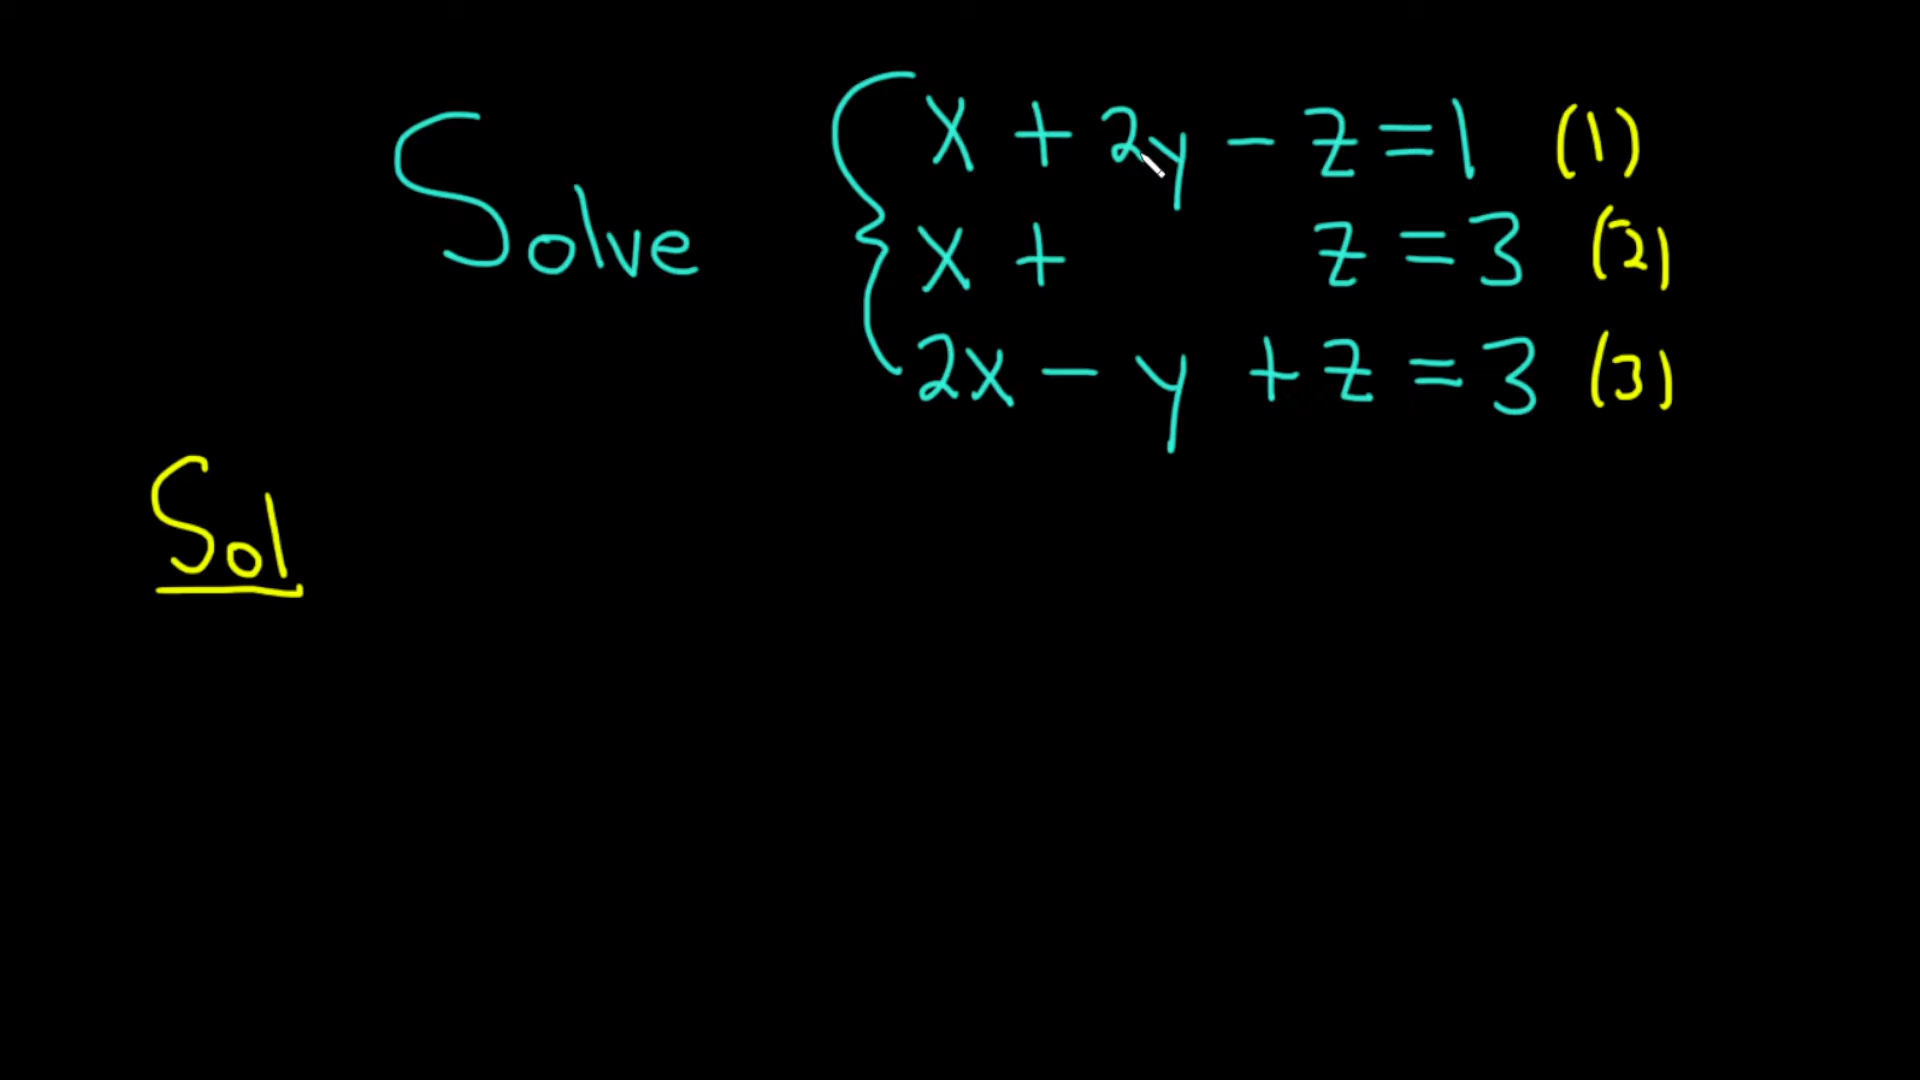 Solve
x + 2y - z = 1 (1)
x + z = 3 (2)
2x - y + z = 3 (3)
Sol